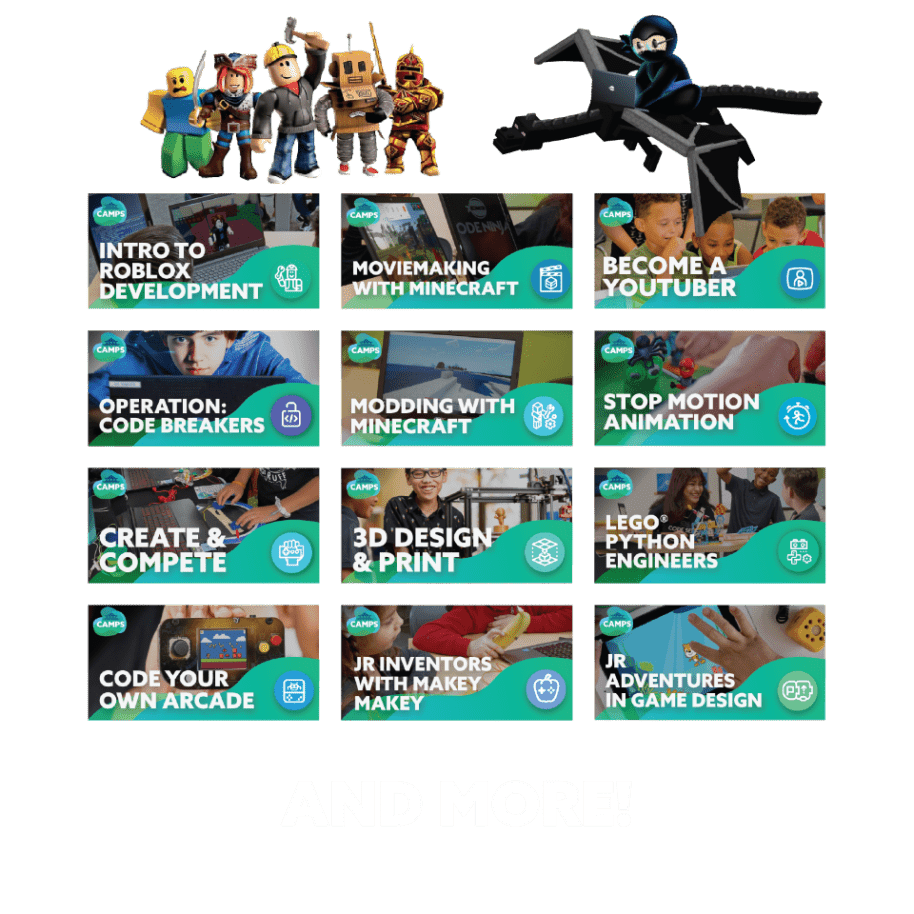 CAMPS
INTRO TO
ROBLOX
DEVELOPMENT
CAMPS
ODENINJ
MOVIEMAKING
WITH MINECRAFT
CAMPS
BECOME A
YOUTUBER
CAMPS
OPERATION:
CODE BREAKERS
CAMPS
MODDING WITH
MINECRAFT
CAMPS
STOP MOTION
ANIMATION
CAMPS
CREATE &
COMPETE
CAMPS
3D DESIGN
& PRINT
CAMPS
LEGO®
PYTHON
ENGINEERS
CAMPS
CODE YOUR
OWN ARCADE
CAMPS
JR INVENTORS
WITH MAKEY
MAKEY
CAMPS
JR
ADVENTURES
IN GAME DESIGN
AND MORE!